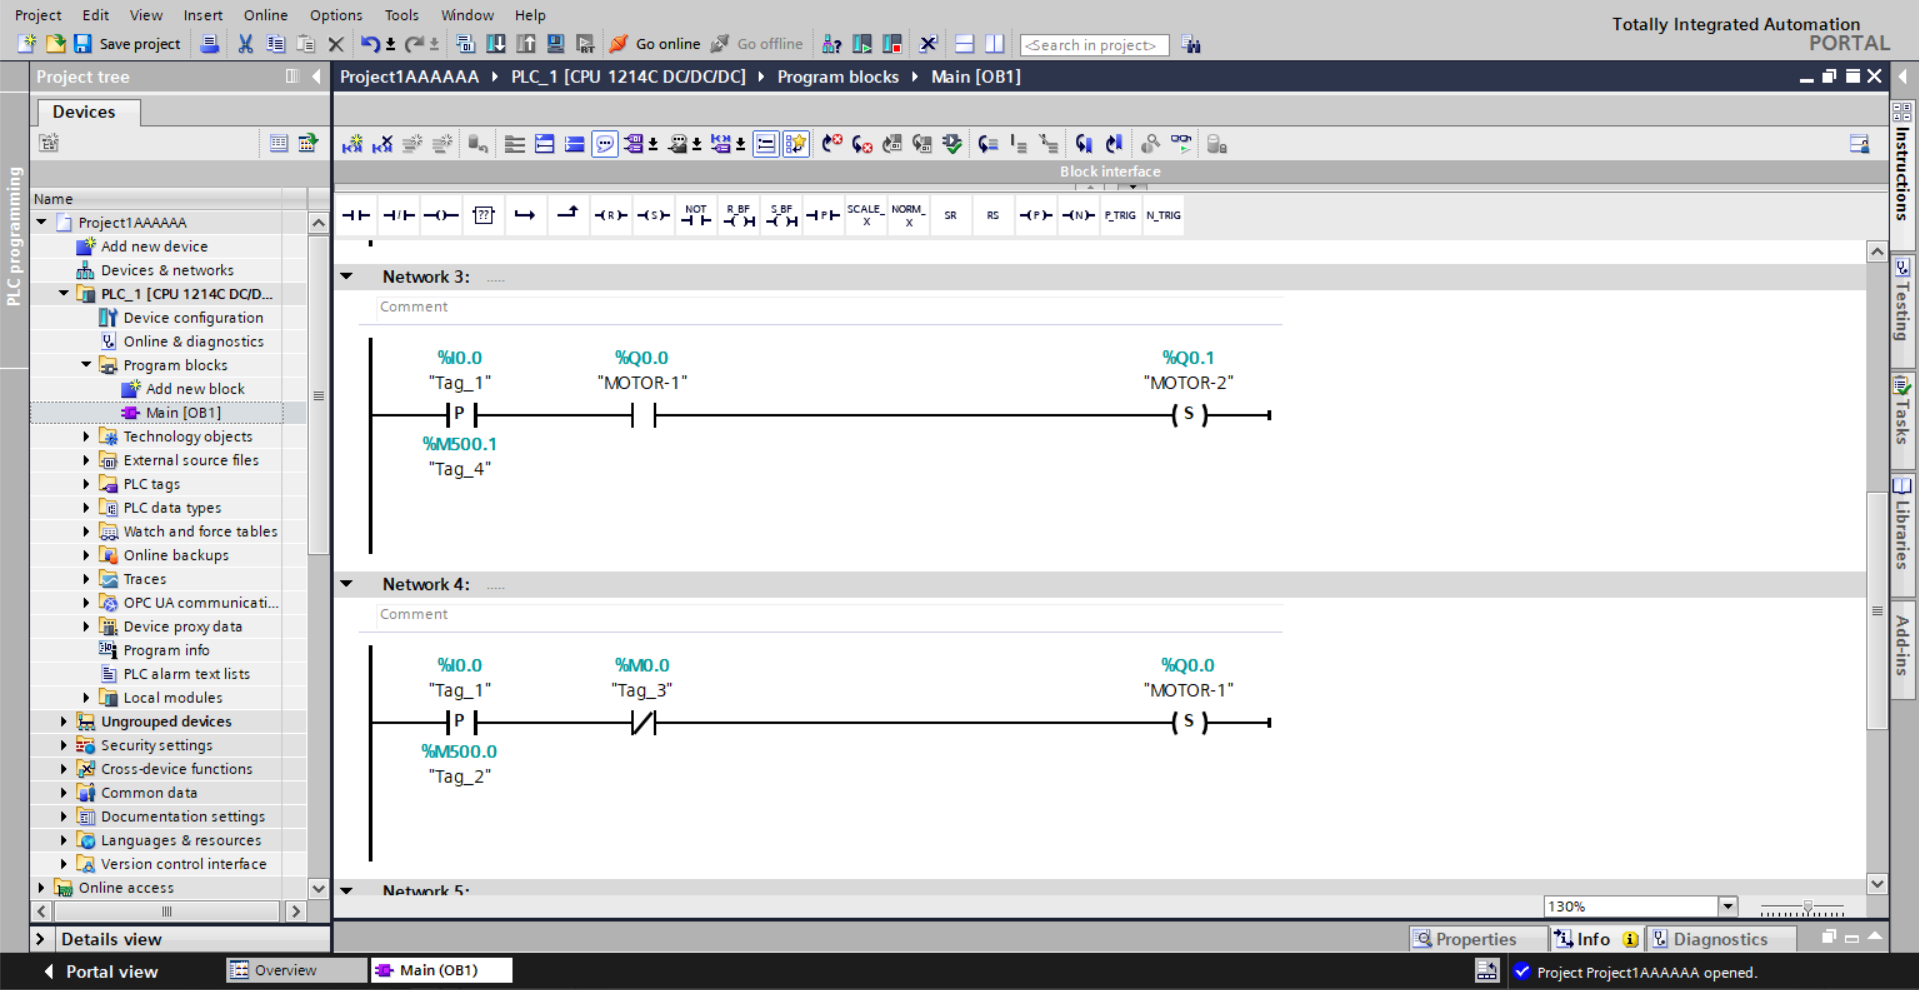 Project Edit View Insert Online Options Tools Window Help
Totally Integrated Automation
PORTAL
Save project
Go online
Go offline
<Search in project>
Project tree
Project1AAAAAA PLC_1 [CPU 1214C DC/DC/DC] Program blocks Main [OB1]
Devices
PLC programming
Name
Project1AAAAAA
Add new device
Devices & networks
PLC_1 [CPU 1214C DC/D...
Device configuration
Online & diagnostics
Program blocks
Add new block
Main [OB1]
Technology objects
External source files
PLC tags
PLC data types
Watch and force tables
Online backups
Traces
OPC UA communicati...
Device proxy data
Program info
PLC alarm text lists
Local modules
Ungrouped devices
Security settings
Cross-device functions
Common data
Documentation settings
Languages & resources
Version control interface
Online access
Details view
Block interface
?? R S NOT R_BF S_BF P SCALE_X NORM_X SR RS P N P_TRIG N_TRIG
Network 3: .....
Comment
%I0.0 %Q0.0 %Q0.1
"Tag_1" "MOTOR-1" "MOTOR-2"
P S
%M500.1
"Tag_4"
Network 4: .....
Comment
%I0.0 %M0.0 %Q0.0
"Tag_1" "Tag_3" "MOTOR-1"
P S
%M500.0
"Tag_2"
Network 5:
130%
Properties Info Diagnostics
Instructions
Testing
Tasks
Libraries
Add-ins
Portal view Overview Main (OB1) Project Project1AAAAAA opened.